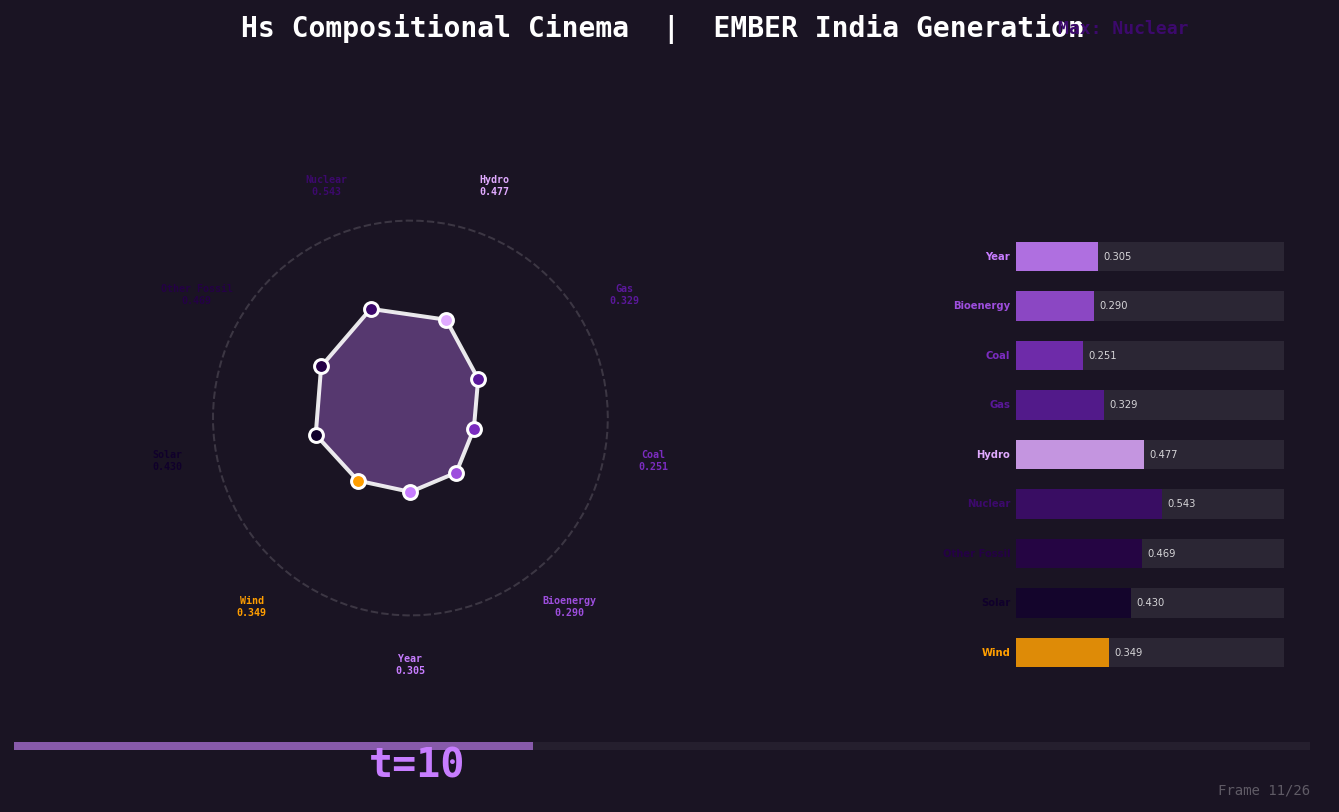 Hs Compositional Cinema | EMBER India Generation
Max: Nuclear
Nuclear
0.543
Hydro
0.477
Other Fossil
0.469
Gas
0.329
Solar
0.430
Coal
0.251
Wind
0.349
Bioenergy
0.290
Year
0.305
Year 0.305
Bioenergy 0.290
Coal 0.251
Gas 0.329
Hydro 0.477
Nuclear 0.543
Other Fossil 0.469
Solar 0.430
Wind 0.349
t=10
Frame 11/26